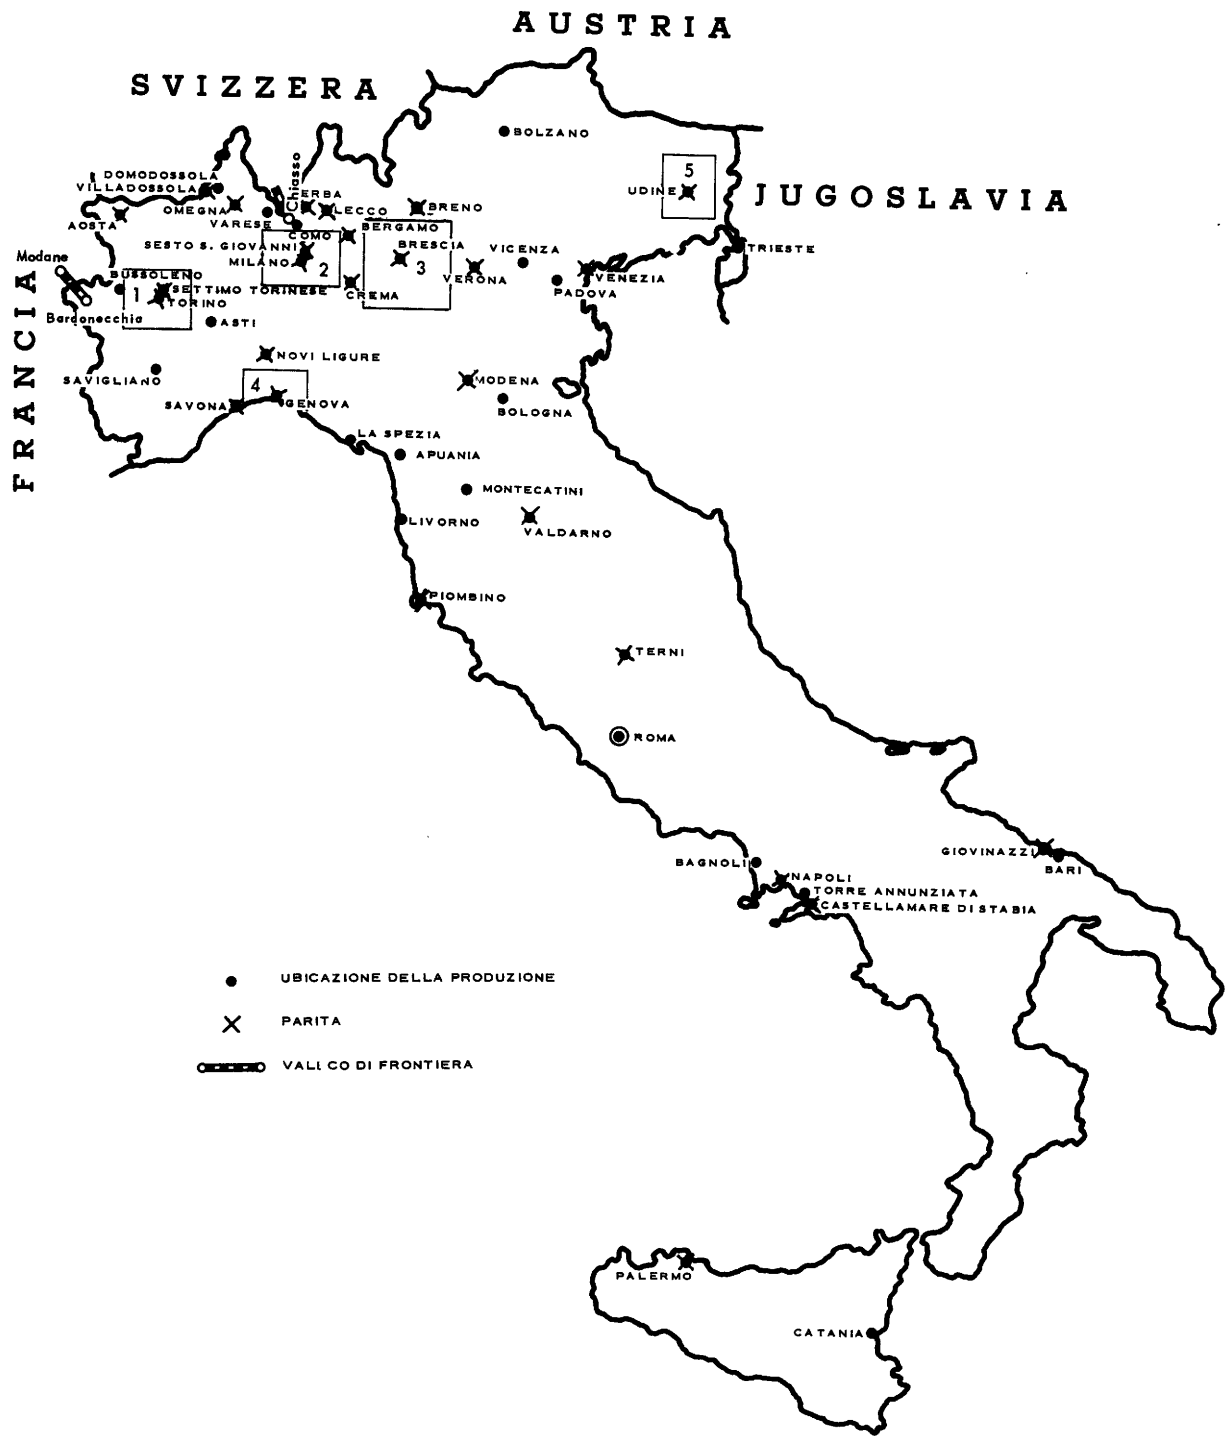 AUSTRIA
SVIZZERA
BOLZANO
5
UDINE
JUGOSLAVIA
DOMODOSSOLA
VILLADOSSOLA
Chiasso
ERBA
OMEGNA
LECCO
BRENO
AOSTA
VARESE
COMO
BERGAMO
SESTO S. GIOVANNI
MILANO
2
BRESCIA
3
VICENZA
VERONA
TRIESTE
Modane
BUSSOLENO
SETTIMO TORINESE
CREMA
PADOVA
VENEZIA
1
TORINO
Bardonecchia
ASTI
FRANCIA
NOVI LIGURE
SAVIGLIANO
4
MODENA
SAVONA
GENOVA
BOLOGNA
LA SPEZIA
APUANIA
MONTECATINI
LIVORNO
VALDARNO
PIOMBINO
TERNI
ROMA
GIOVINAZZI
BARI
BAGNOLI
NAPOLI
TORRE ANNUNZIATA
CASTELLAMARE DI STABIA
UBICAZIONE DELLA PRODUZIONE
PARITA
VALI CO DI FRONTIERA
PALERMO
CATANIA